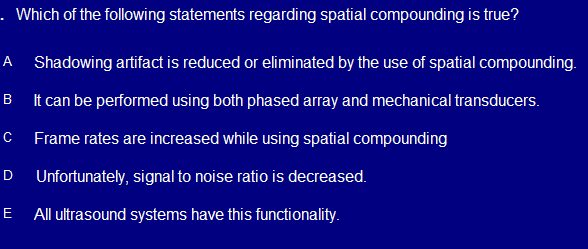 . Which of the following statements regarding spatial compounding is true?
A Shadowing artifact is reduced or eliminated by the use of spatial compounding.
B It can be performed using both phased array and mechanical transducers.
C Frame rates are increased while using spatial compounding
D Unfortunately, signal to noise ratio is decreased.
E All ultrasound systems have this functionality.